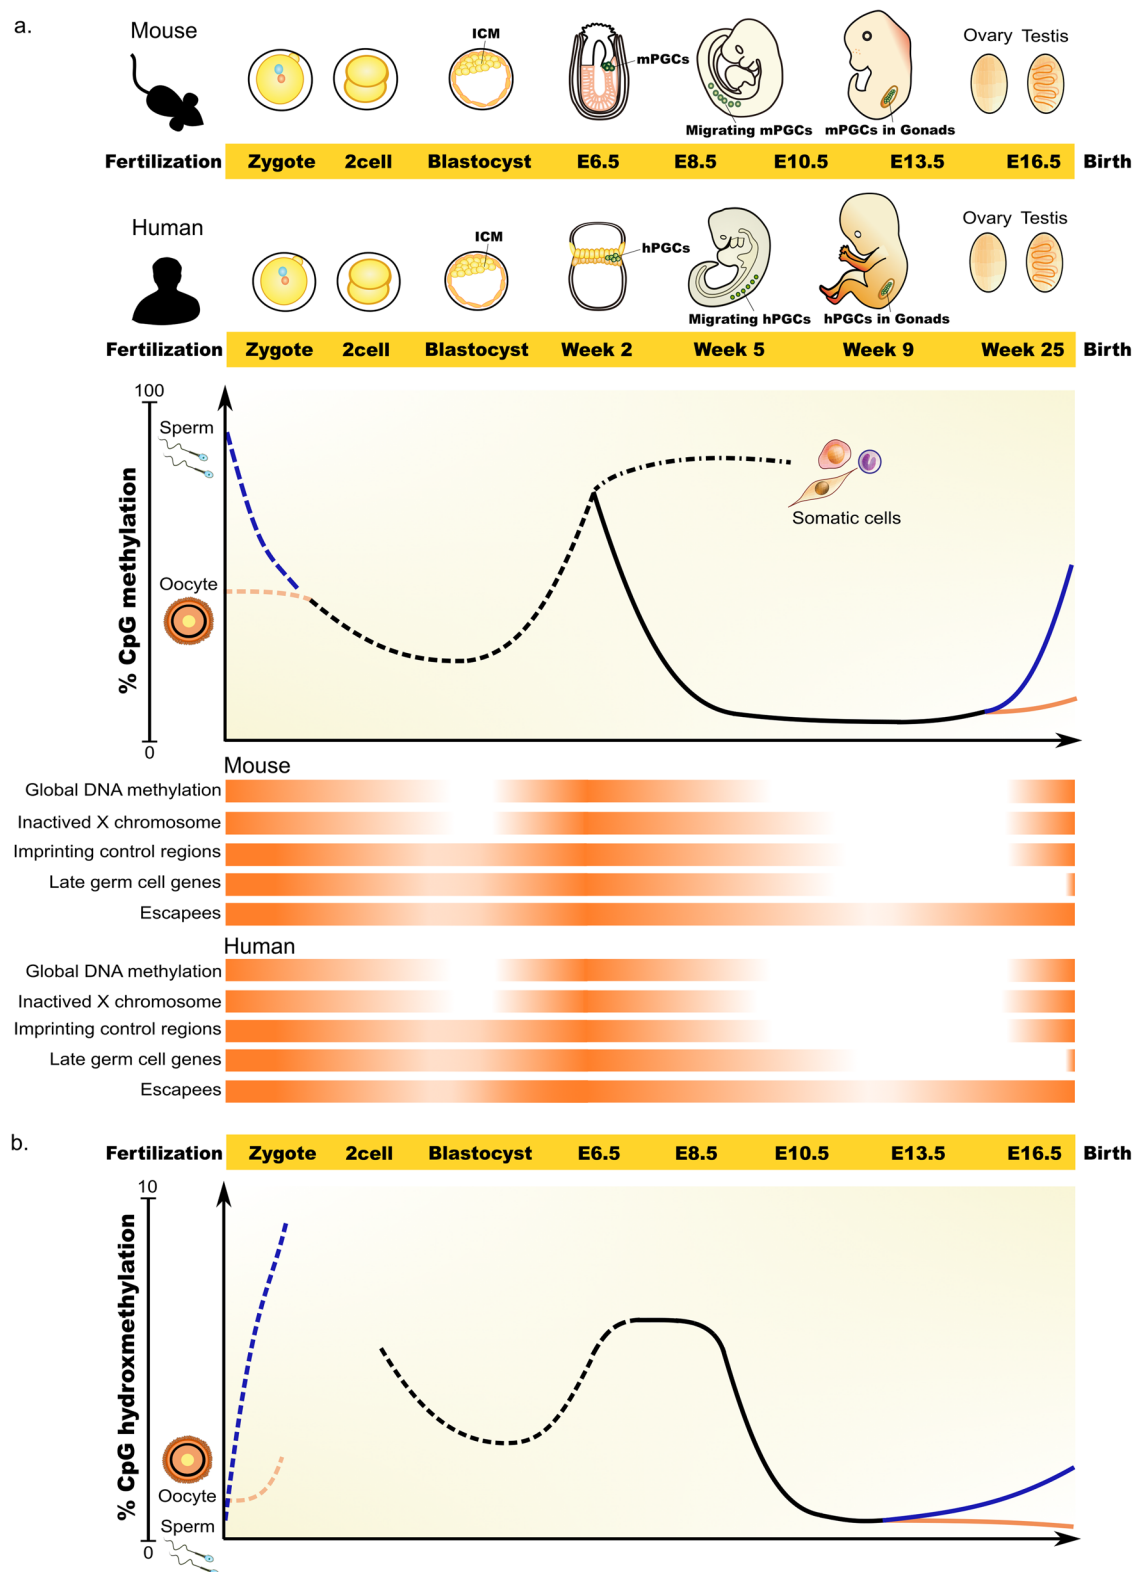 a.
Mouse
ICM
mPGCs
Ovary Testis
Migrating mPGCs mPGCs in Gonads
Fertilization Zygote 2cell Blastocyst E6.5 E8.5 E10.5 E13.5 E16.5 Birth
Human
ICM
hPGCs
Ovary Testis
Migrating hPGCs hPGCs in Gonads
Fertilization Zygote 2cell Blastocyst Week 2 Week 5 Week 9 Week 25 Birth
100
Sperm
% CpG methylation
Somatic cells
Oocyte
0
Mouse
Global DNA methylation
Inactived X chromosome
Imprinting control regions
Late germ cell genes
Escapees
Human
Global DNA methylation
Inactived X chromosome
Imprinting control regions
Late germ cell genes
Escapees
b.
Fertilization Zygote 2cell Blastocyst E6.5 E8.5 E10.5 E13.5 E16.5 Birth
10
% CpG hydroxmethylation
Oocyte
Sperm
0